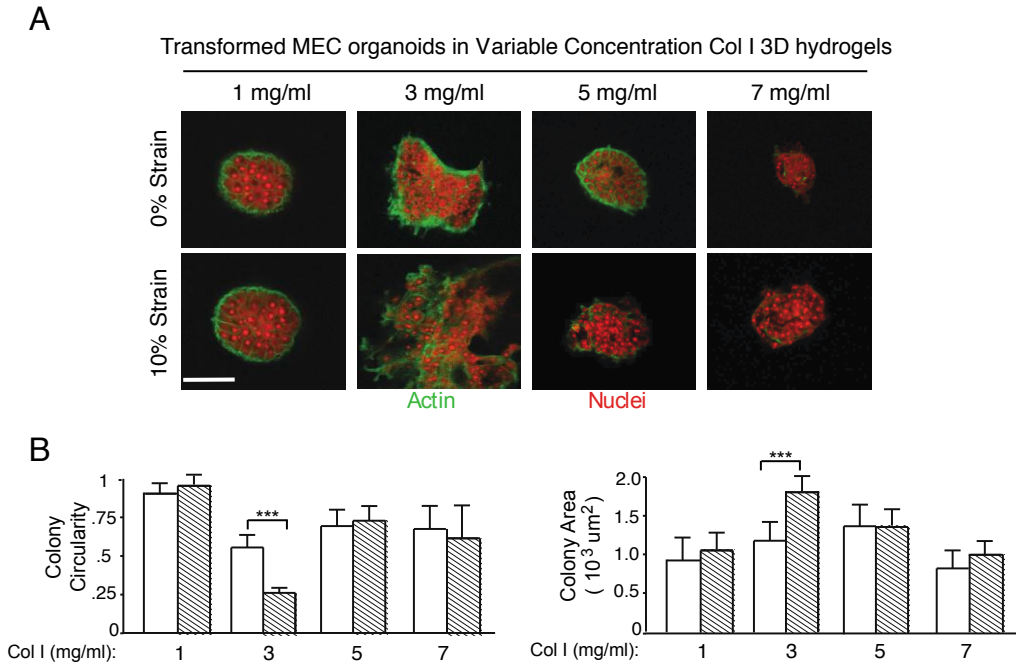 A
Transformed MEC organoids in Variable Concentration Col I 3D hydrogels
1 mg/ml 3 mg/ml 5 mg/ml 7 mg/ml
0% Strain
10% Strain
Actin Nuclei
B
Colony
Circularity
1
.75
.5
.25
0
***
Col I (mg/ml): 1 3 5 7
Colony Area
( 10³ um²)
2.0
1.5
1.0
0.5
0
***
Col I (mg/ml): 1 3 5 7